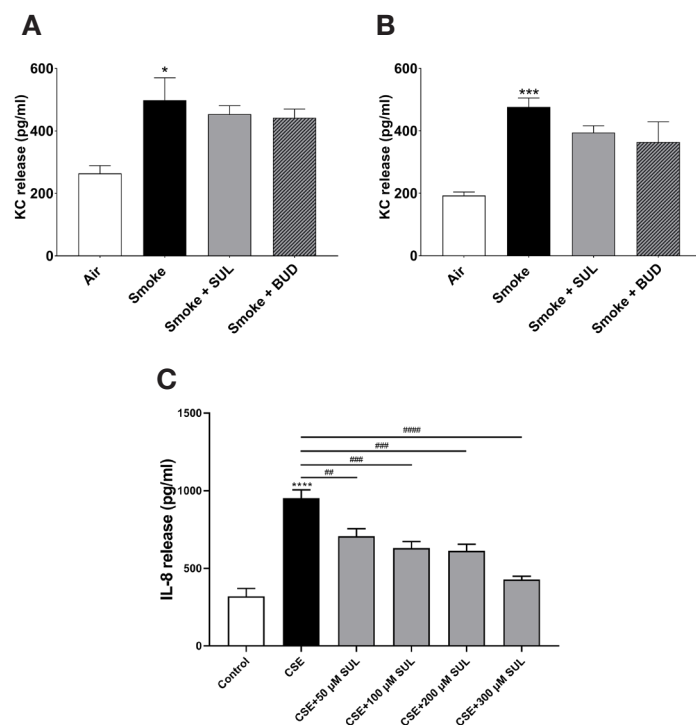 A
KC release (pg/ml)
600
400
200
0
*
Air
Smoke
Smoke + SUL
Smoke + BUD
B
KC release (pg/ml)
600
400
200
0
***
Air
Smoke
Smoke + SUL
Smoke + BUD
C
IL-8 release (pg/ml)
1500
1000
500
0
####
###
###
##
****
Control
CSE
CSE+50 µM SUL
CSE+100 µM SUL
CSE+200 µM SUL
CSE+300 µM SUL